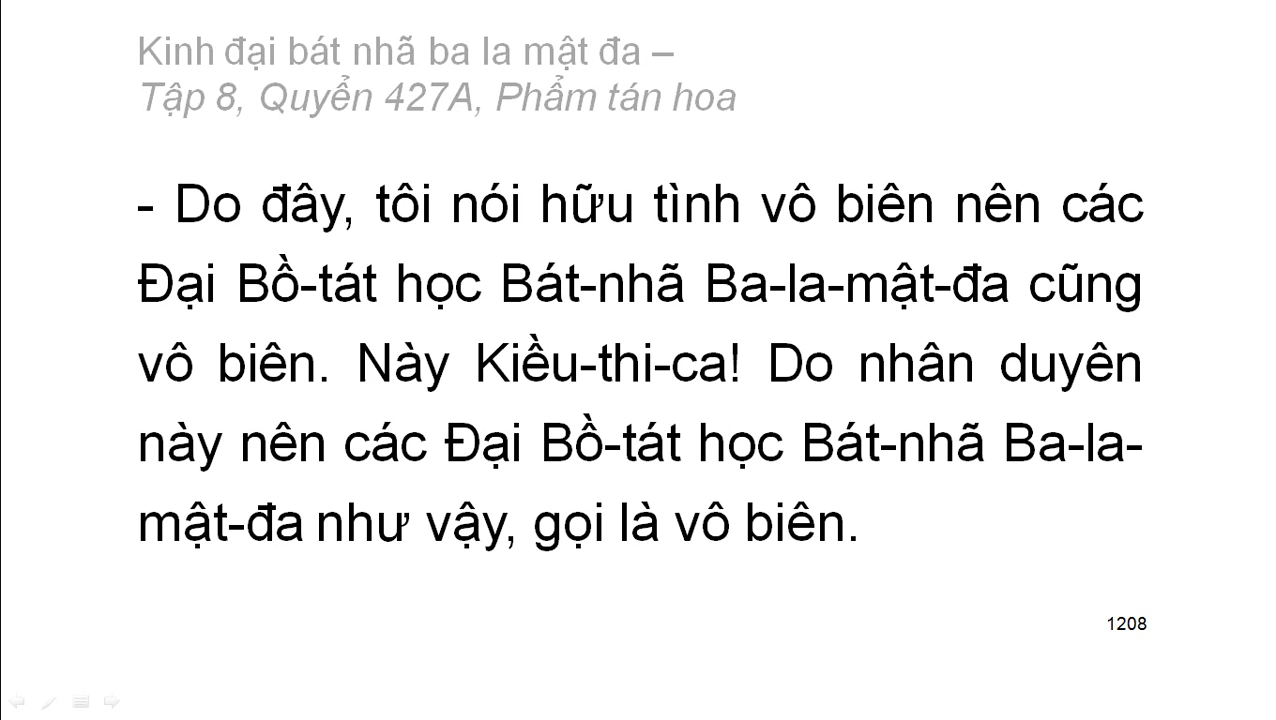 Kinh đại bát nhã ba la mật đa –
Tập 8, Quyển 427A, Phẩm tán hoa
- Do đây, tôi nói hữu tình vô biên nên các
Đại Bồ-tát học Bát-nhã Ba-la-mật-đa cũng
vô biên. Này Kiều-thi-ca! Do nhân duyên
này nên các Đại Bồ-tát học Bát-nhã Ba-la-
mật-đa như vậy, gọi là vô biên.
1208